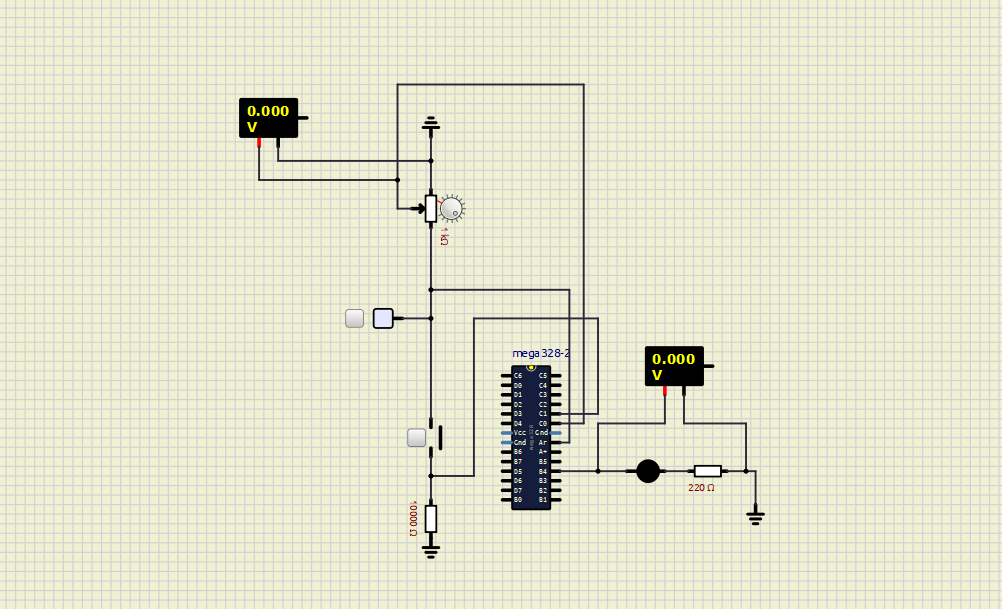 0.000
V
1 kΩ
mega328-2
0.000
V
C6 C5
D0 C4
D1 C3
D2 C2
D3 C1
D4 C0
Vcc Gnd
Gnd Ar
B6 A+
B7 B5
D5 B4
D6 B3
D7 B2
B0 B1
220 Ω
10000 Ω